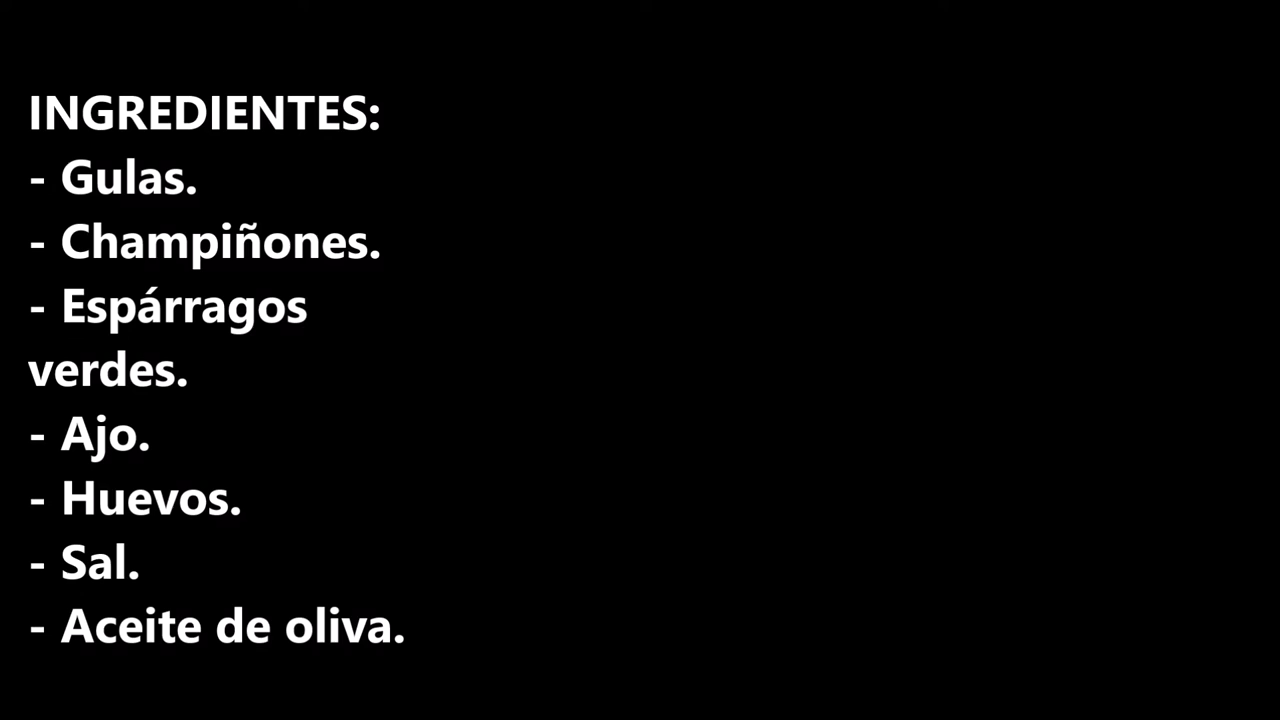 INGREDIENTES:
- Gulas.
- Champiñones.
- Espárragos
verdes.
- Ajo.
- Huevos.
- Sal.
- Aceite de oliva.